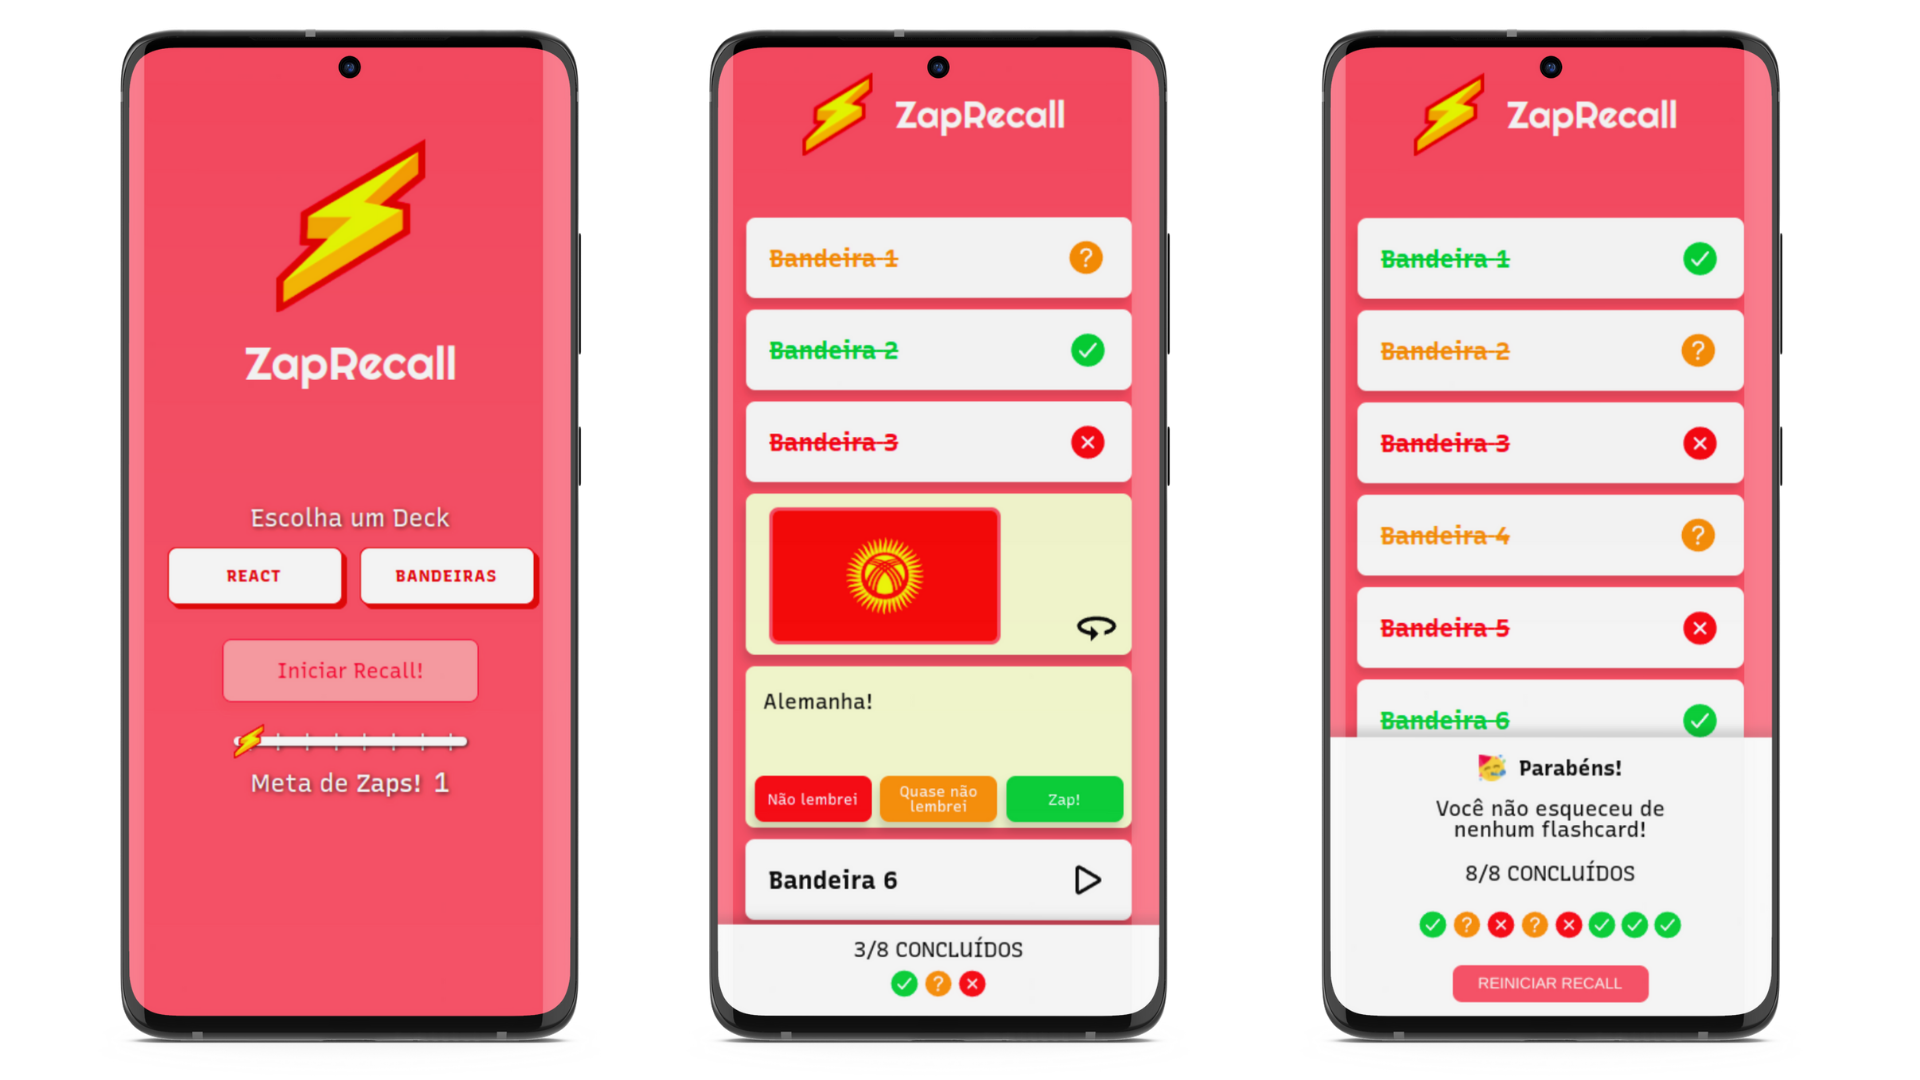 ZapRecall
Escolha um Deck
REACT
BANDEIRAS
Iniciar Recall!
Meta de Zaps! 1
ZapRecall
Bandeira 1
Bandeira 2
Bandeira 3
Alemanha!
Não lembrei
Quase não
lembrei
Zap!
Bandeira 6
3/8 CONCLUÍDOS
ZapRecall
Bandeira 1
Bandeira 2
Bandeira 3
Bandeira 4
Bandeira 5
Bandeira 6
Parabéns!
Você não esqueceu de
nenhum flashcard!
8/8 CONCLUÍDOS
REINICIAR RECALL